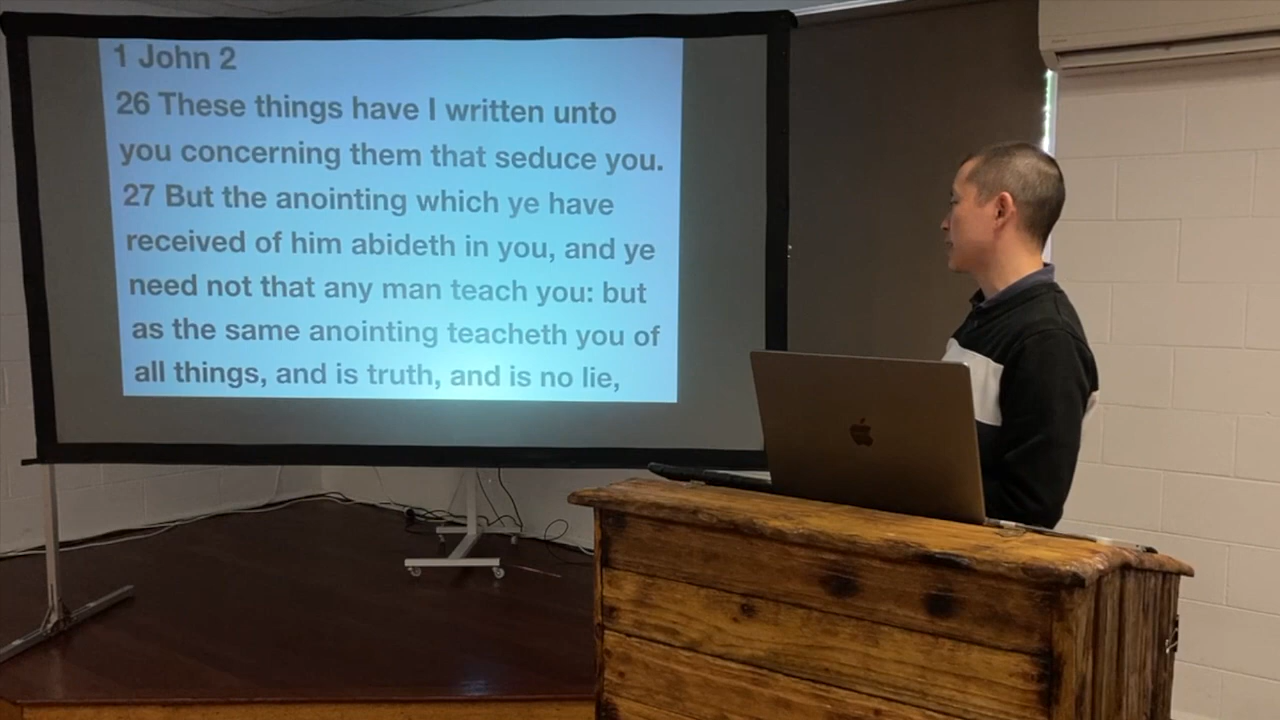 1 John 2
26 These things have I written unto
you concerning them that seduce you.
27 But the anointing which ye have
received of him abideth in you, and ye
need not that any man teach you: but
as the same anointing teacheth you of
all things, and is truth, and is no lie,